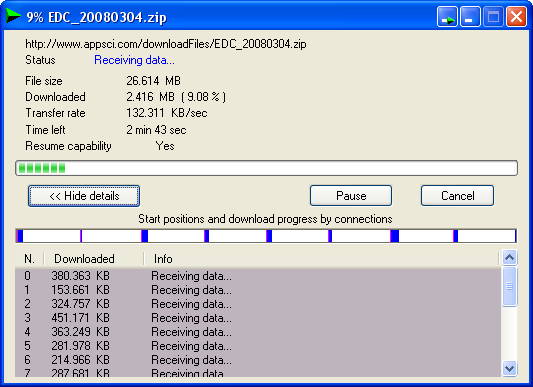 9% EDC_20080304.zip
http://www.appsci.com/downloadFiles/EDC_20080304.zip
Status Receiving data...
File size 26.614 MB
Downloaded 2.416 MB ( 9.08 % )
Transfer rate 132.311 KB/sec
Time left 2 min 43 sec
Resume capability Yes
<< Hide details Pause Cancel
Start positions and download progress by connections
N. Downloaded Info
0 380.363 KB Receiving data...
1 153.661 KB Receiving data...
2 324.757 KB Receiving data...
3 451.171 KB Receiving data...
4 363.249 KB Receiving data...
5 281.978 KB Receiving data...
6 214.966 KB Receiving data...
7 287.681 KB Receiving data...